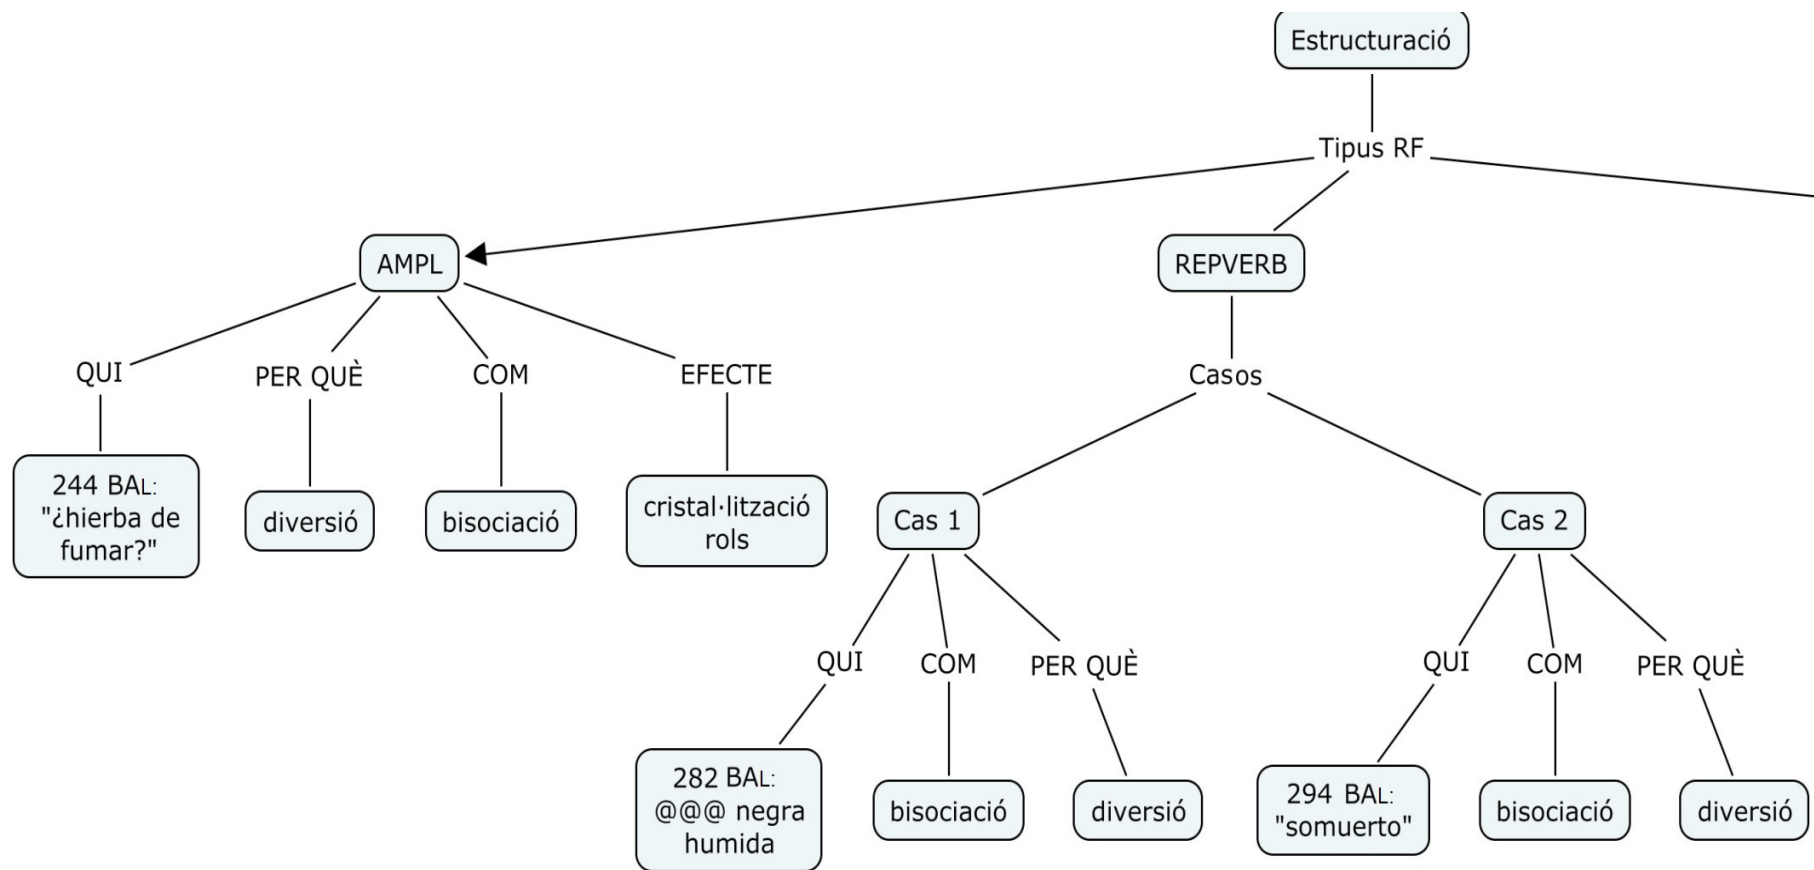 Estructuració
Tipus RF
AMPL
REPVERB
QUI
PER QUÈ
COM
EFECTE
Casos
244 BAL:
"¿hierba de
fumar?"
diversió
bisociació
cristal·lització
rols
Cas 1
Cas 2
QUI
COM
PER QUÈ
QUI
COM
PER QUÈ
282 BAL:
@@@ negra
humida
bisociació
diversió
294 BAL:
"somuerto"
bisociació
diversió